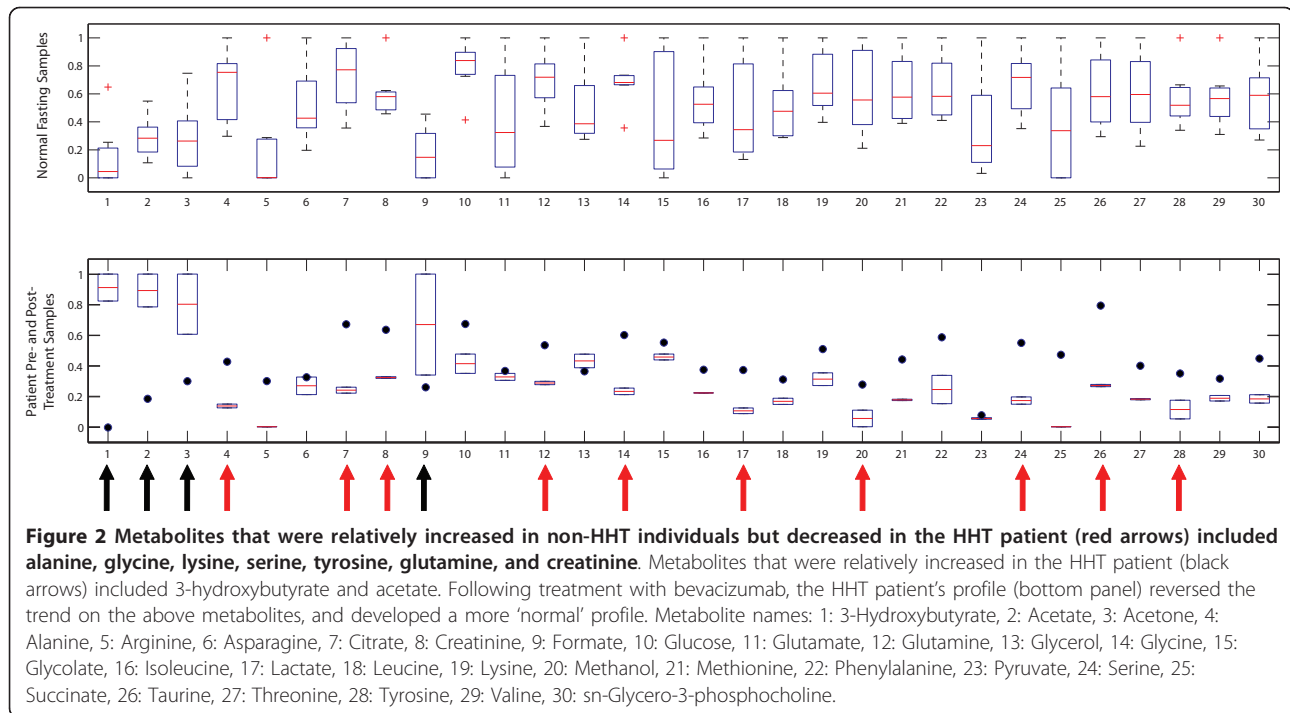 Normal Fasting Samples
1
0.8
0.6
0.4
0.2
0
1 2 3 4 5 6 7 8 9 10 11 12 13 14 15 16 17 18 19 20 21 22 23 24 25 26 27 28 29 30
Patient Pre- and Post-
Treatment Samples
1
0.8
0.6
0.4
0.2
0
1 2 3 4 5 6 7 8 9 10 11 12 13 14 15 16 17 18 19 20 21 22 23 24 25 26 27 28 29 30
Figure 2 Metabolites that were relatively increased in non-HHT individuals but decreased in the HHT patient (red arrows) included
alanine, glycine, lysine, serine, tyrosine, glutamine, and creatinine. Metabolites that were relatively increased in the HHT patient (black
arrows) included 3-hydroxybutyrate and acetate. Following treatment with bevacizumab, the HHT patient's profile (bottom panel) reversed the
trend on the above metabolites, and developed a more 'normal' profile. Metabolite names: 1: 3-Hydroxybutyrate, 2: Acetate, 3: Acetone, 4:
Alanine, 5: Arginine, 6: Asparagine, 7: Citrate, 8: Creatinine, 9: Formate, 10: Glucose, 11: Glutamate, 12: Glutamine, 13: Glycerol, 14: Glycine, 15:
Glycolate, 16: Isoleucine, 17: Lactate, 18: Leucine, 19: Lysine, 20: Methanol, 21: Methionine, 22: Phenylalanine, 23: Pyruvate, 24: Serine, 25:
Succinate, 26: Taurine, 27: Threonine, 28: Tyrosine, 29: Valine, 30: sn-Glycero-3-phosphocholine.